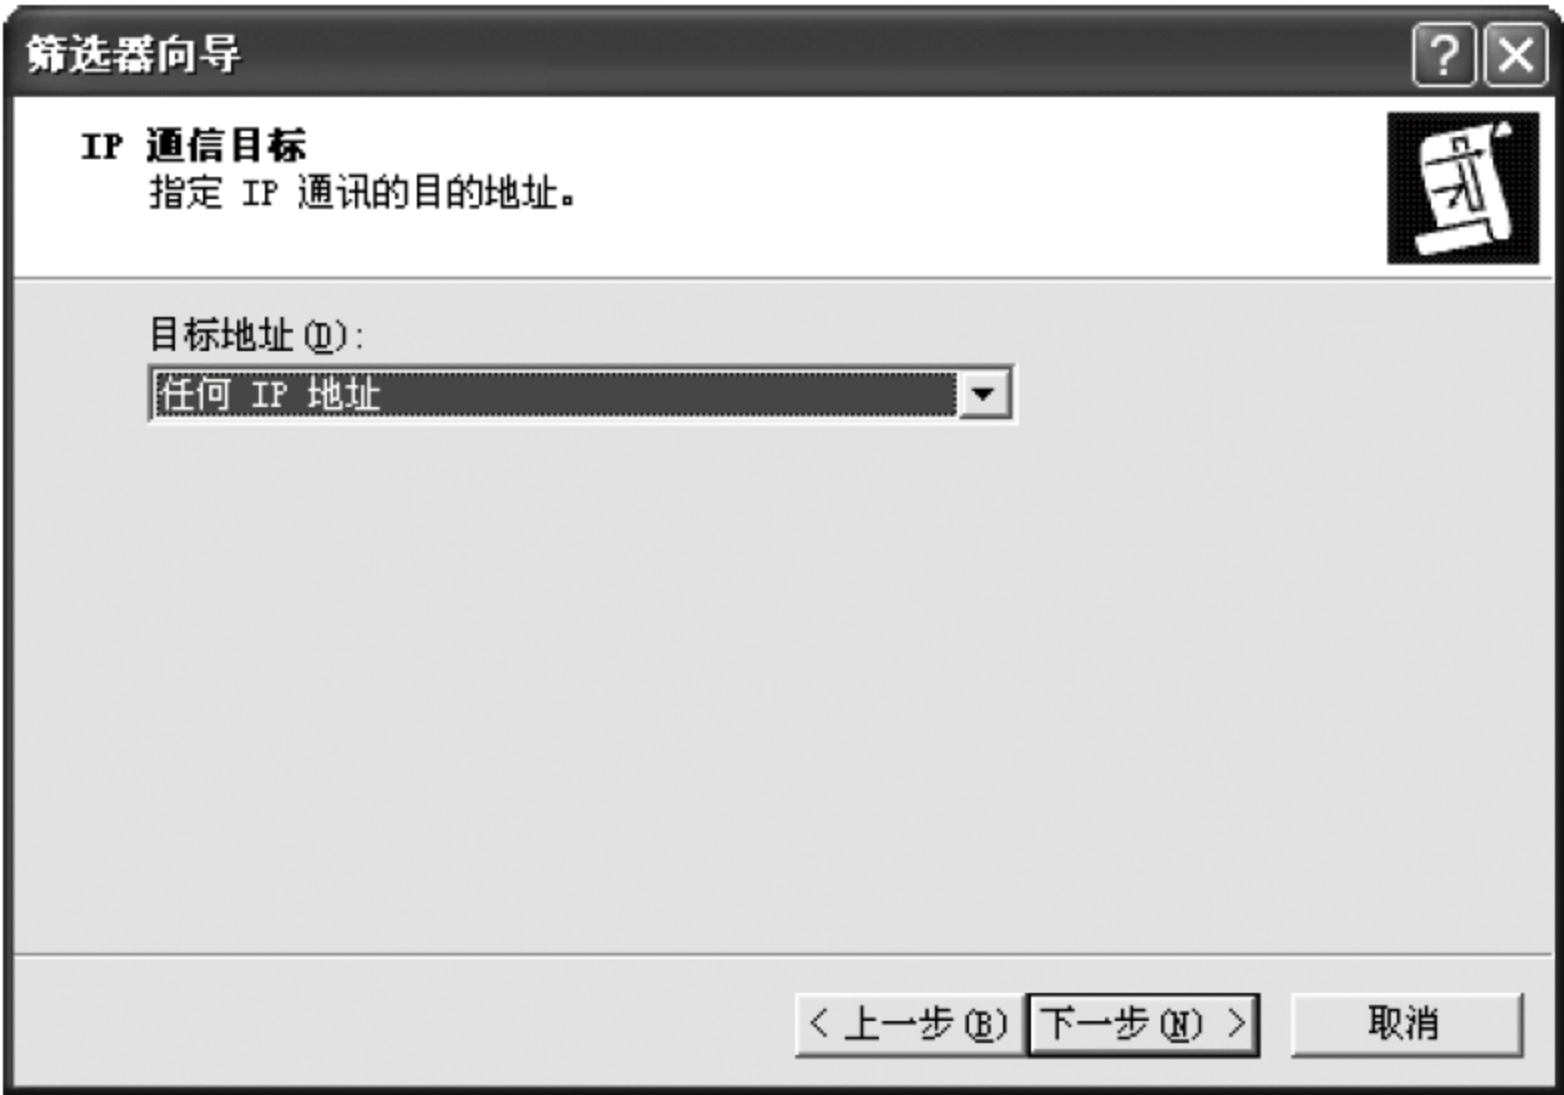 筛选器向导
IP 通信目标
指定 IP 通讯的目的地址。
目标地址(D):
任何 IP 地址
< 上一步(B) 下一步(N) > 取消